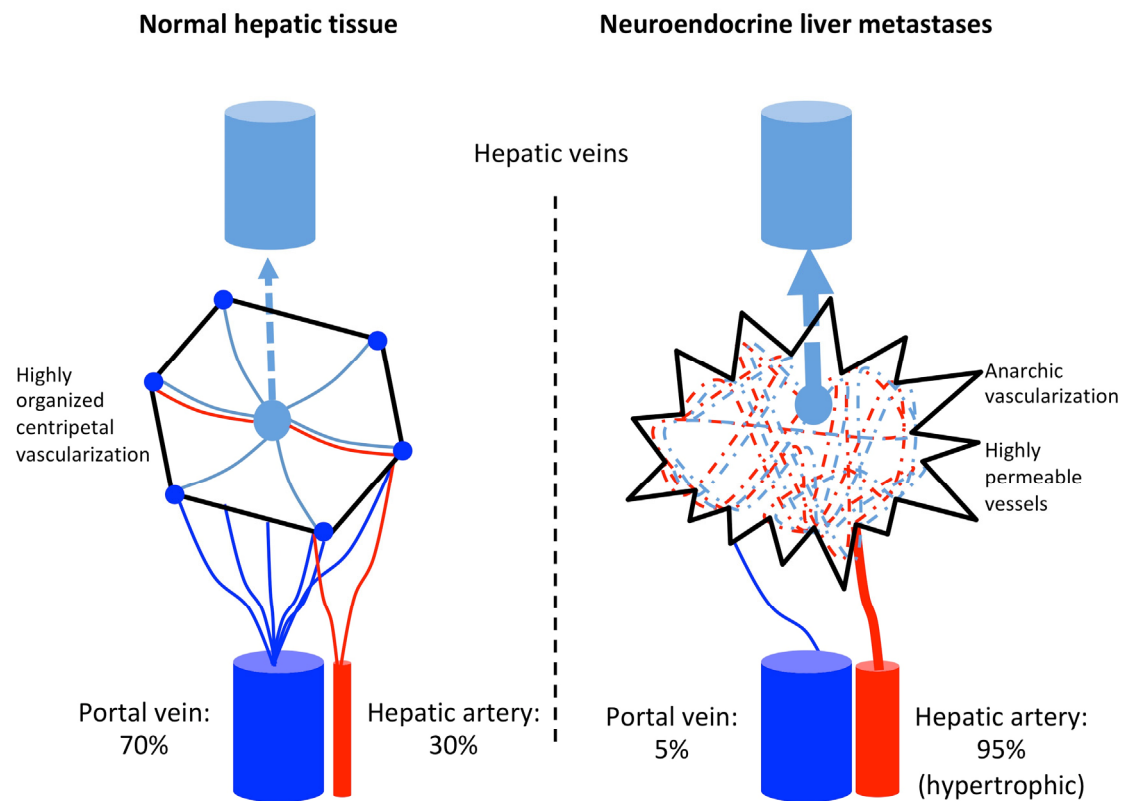 Normal hepatic tissue
Neuroendocrine liver metastases
Hepatic veins
Highly
organized
centripetal
vascularization
Anarchic
vascularization
Highly
permeable
vessels
Portal vein:
70%
Hepatic artery:
30%
Portal vein:
5%
Hepatic artery:
95%
(hypertrophic)